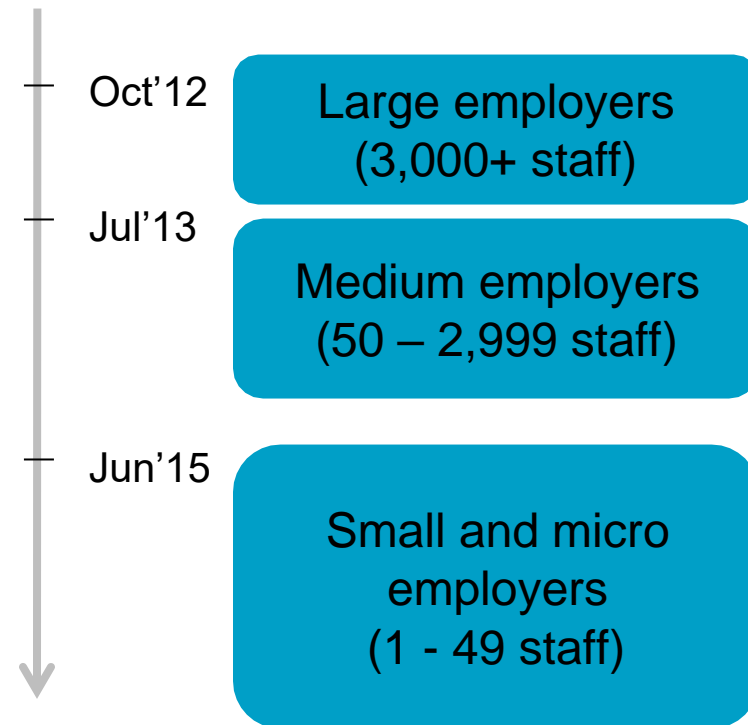 Oct’12
Large employers
(3,000+ staff)
Jul’13
Medium employers
(50 – 2,999 staff)
Jun’15
Small and micro
employers
(1 - 49 staff)